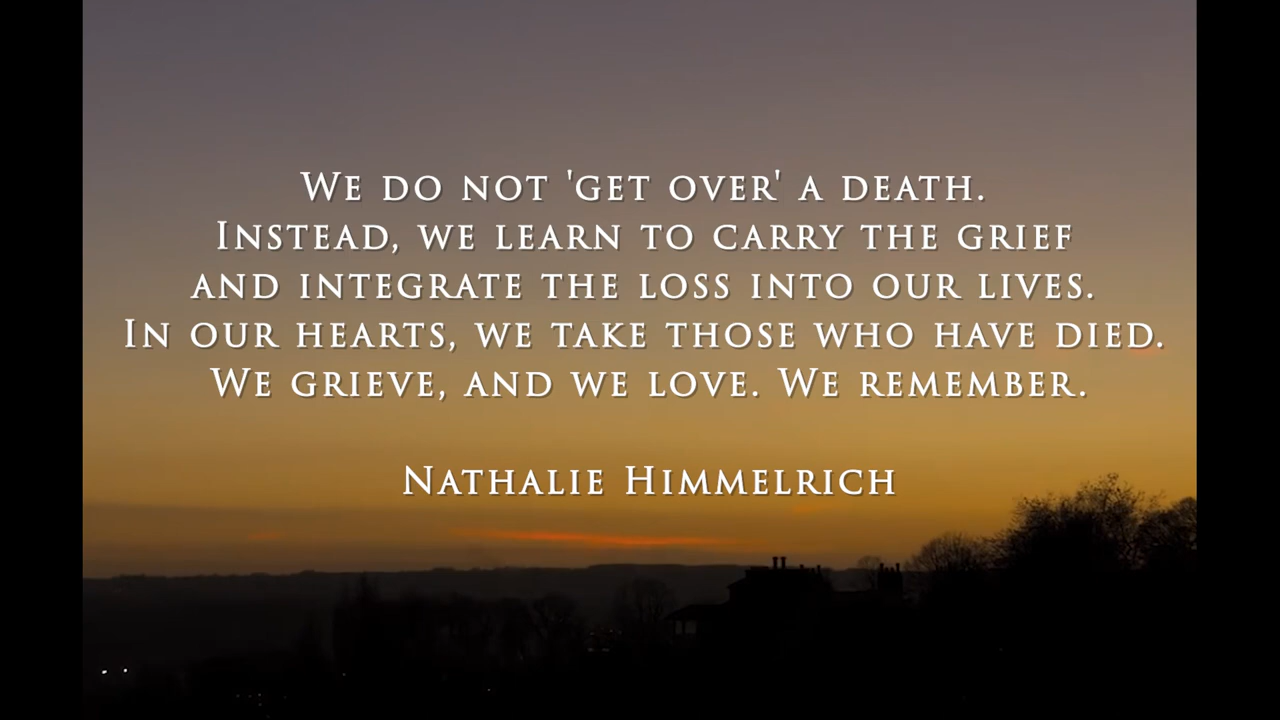 We do not 'get over' a death.
Instead, we learn to carry the grief
and integrate the loss into our lives.
In our hearts, we take those who have died.
We grieve, and we love. We remember.
Nathalie Himmelrich